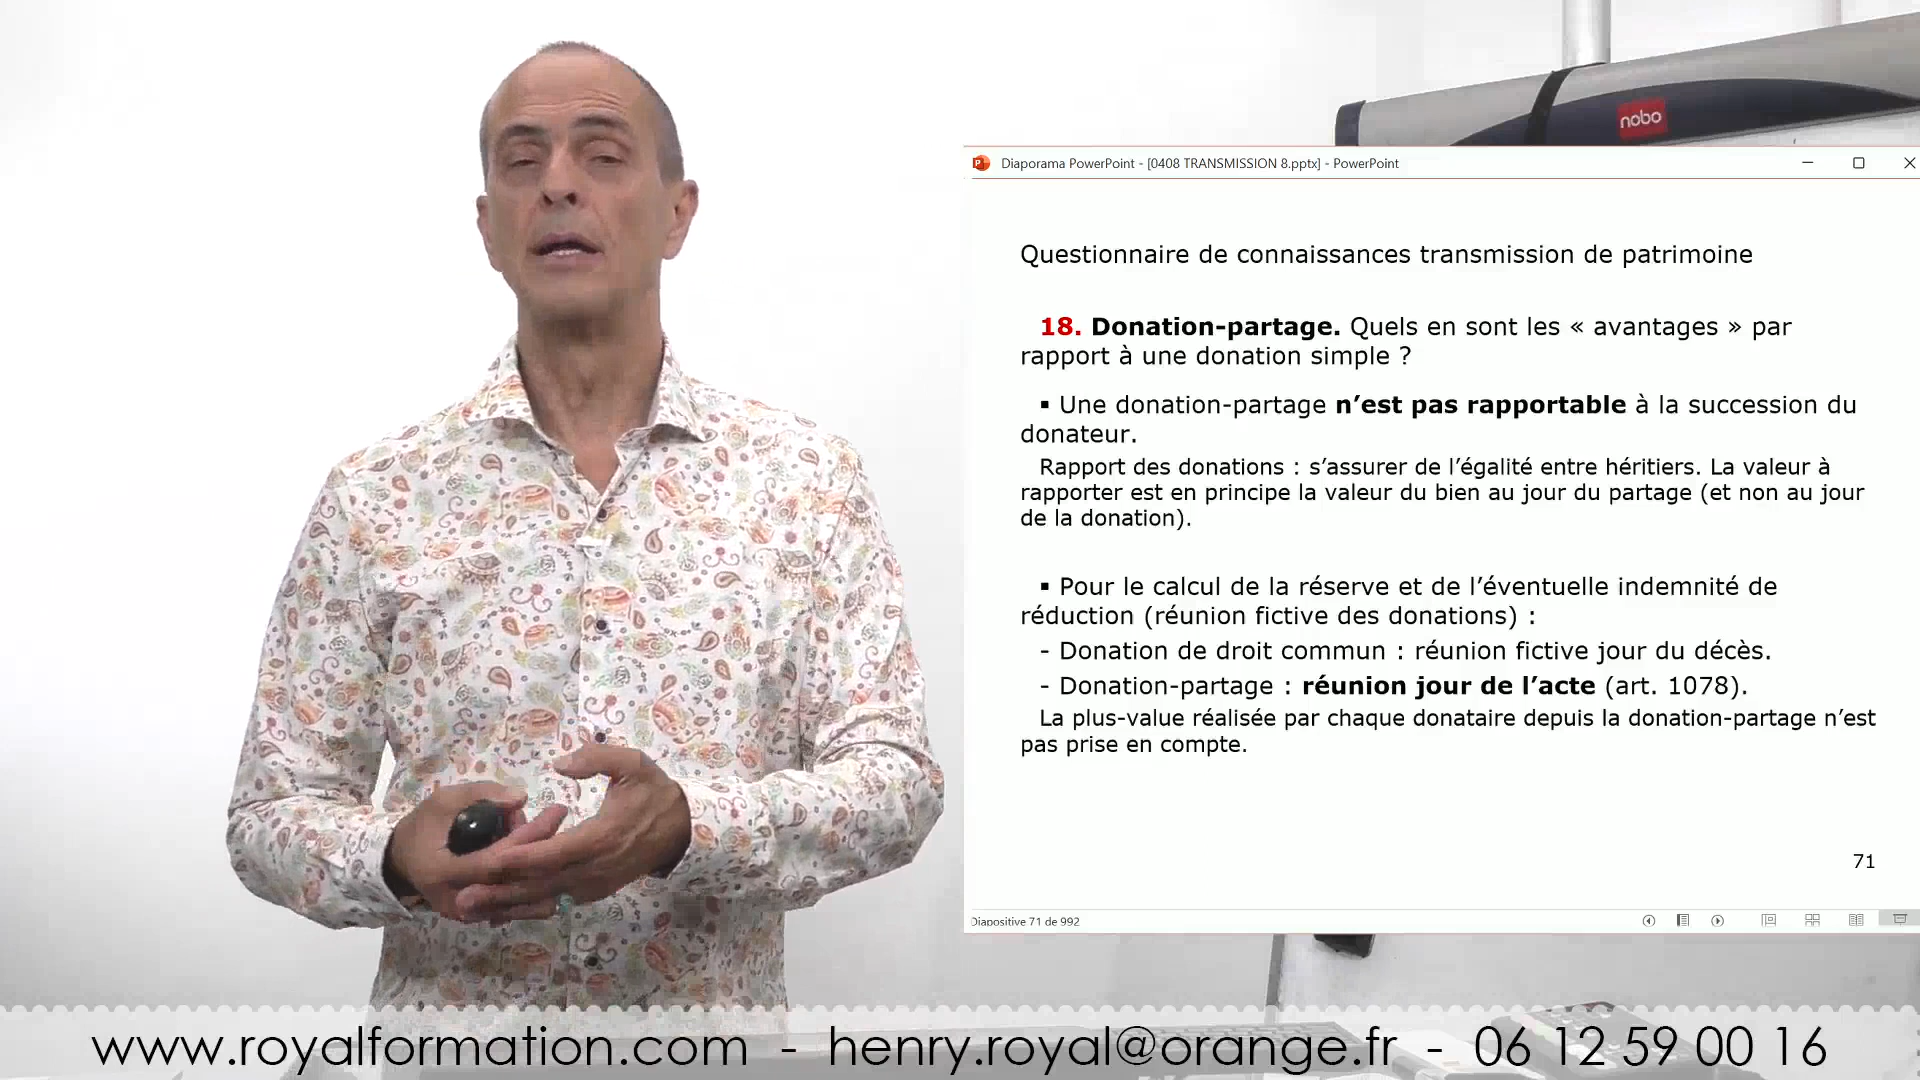 nobo
Diaporama PowerPoint - [0408 TRANSMISSION 8.pptx] - PowerPoint
Questionnaire de connaissances transmission de patrimoine
18. Donation-partage. Quels en sont les « avantages » par
rapport à une donation simple ?
▪ Une donation-partage n’est pas rapportable à la succession du
donateur.
Rapport des donations : s’assurer de l’égalité entre héritiers. La valeur à
rapporter est en principe la valeur du bien au jour du partage (et non au jour
de la donation).
▪ Pour le calcul de la réserve et de l’éventuelle indemnité de
réduction (réunion fictive des donations) :
- Donation de droit commun : réunion fictive jour du décès.
- Donation-partage : réunion jour de l’acte (art. 1078).
La plus-value réalisée par chaque donataire depuis la donation-partage n’est
pas prise en compte.
71
Diapositive 71 de 992
www.royalformation.com - henry.royal@orange.fr - 06 12 59 00 16